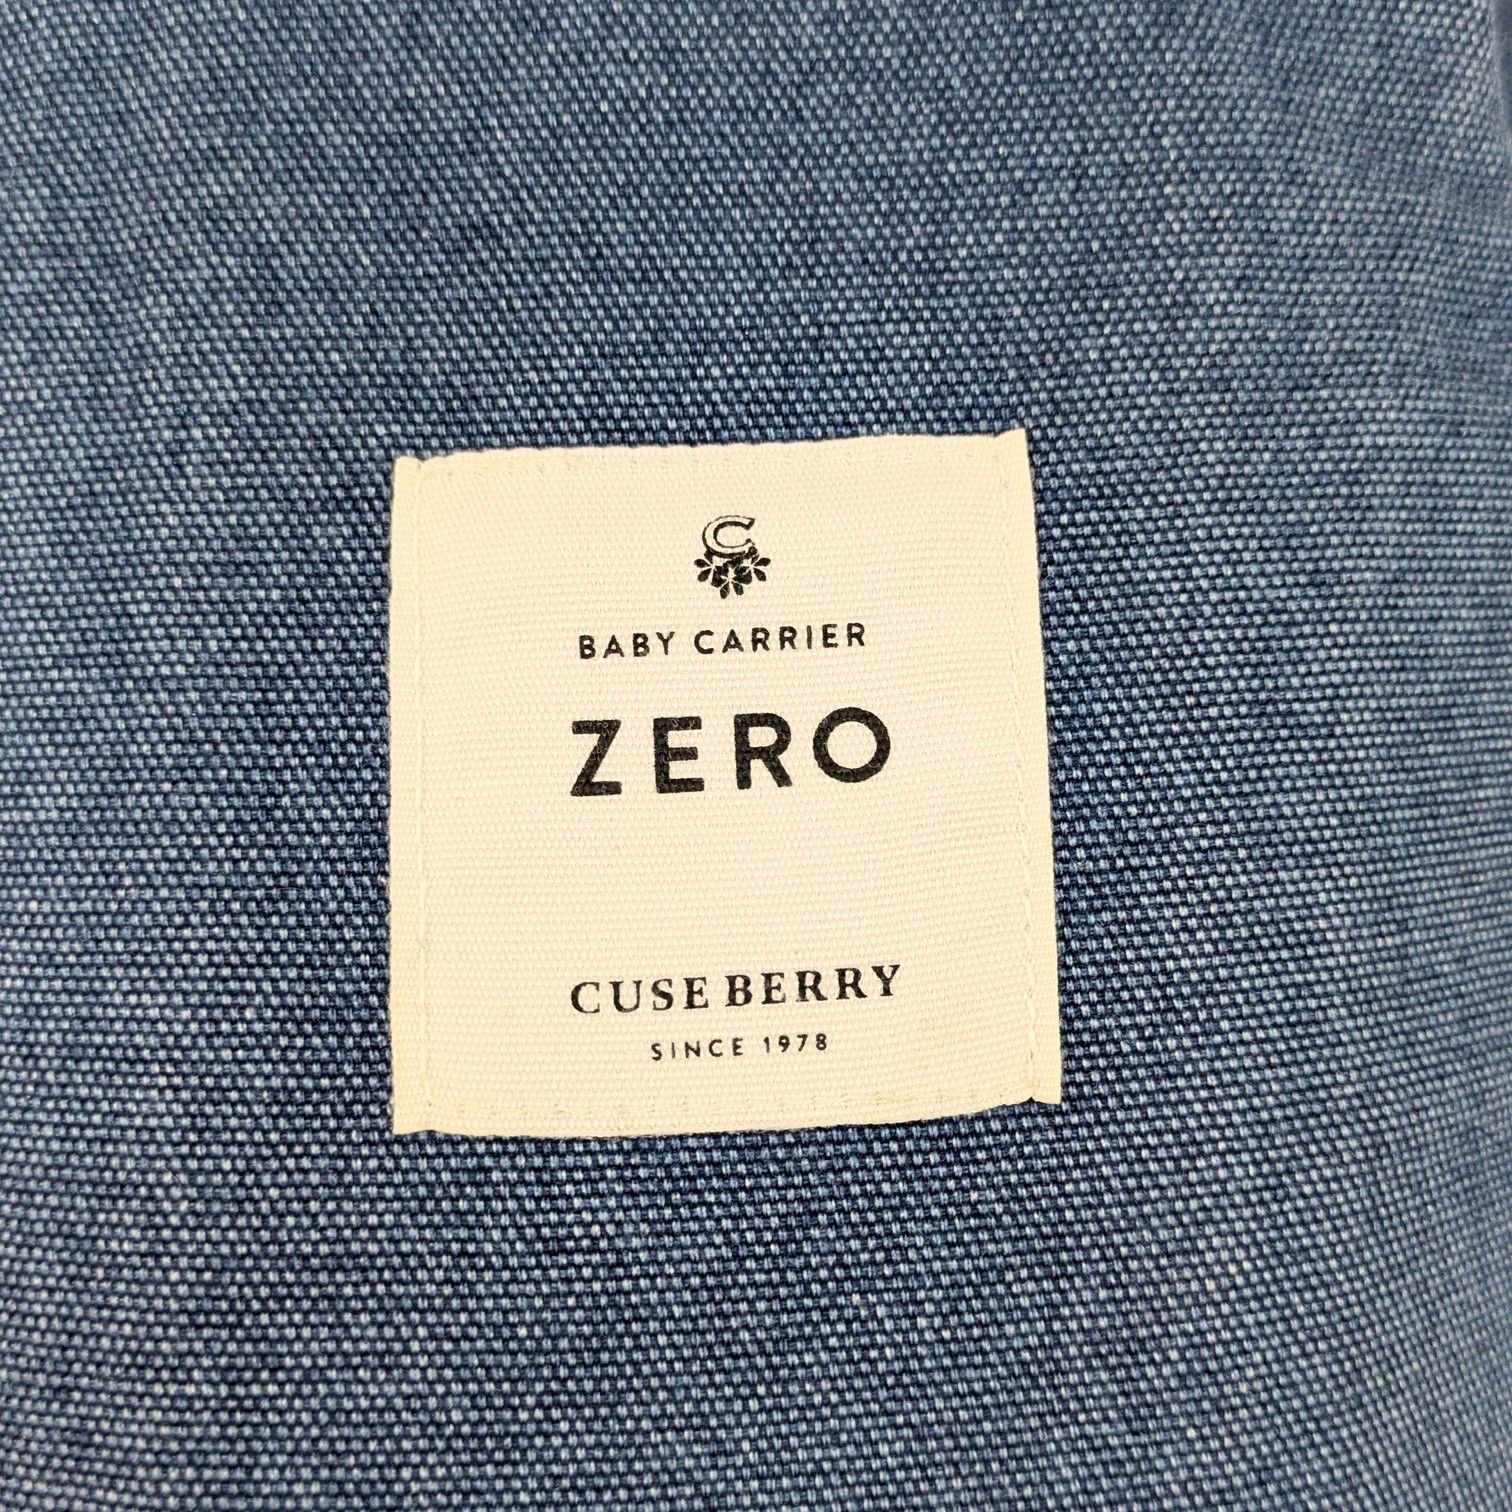 C
BABY CARRIER
ZERO
CUSE BERRY
SINCE 1978